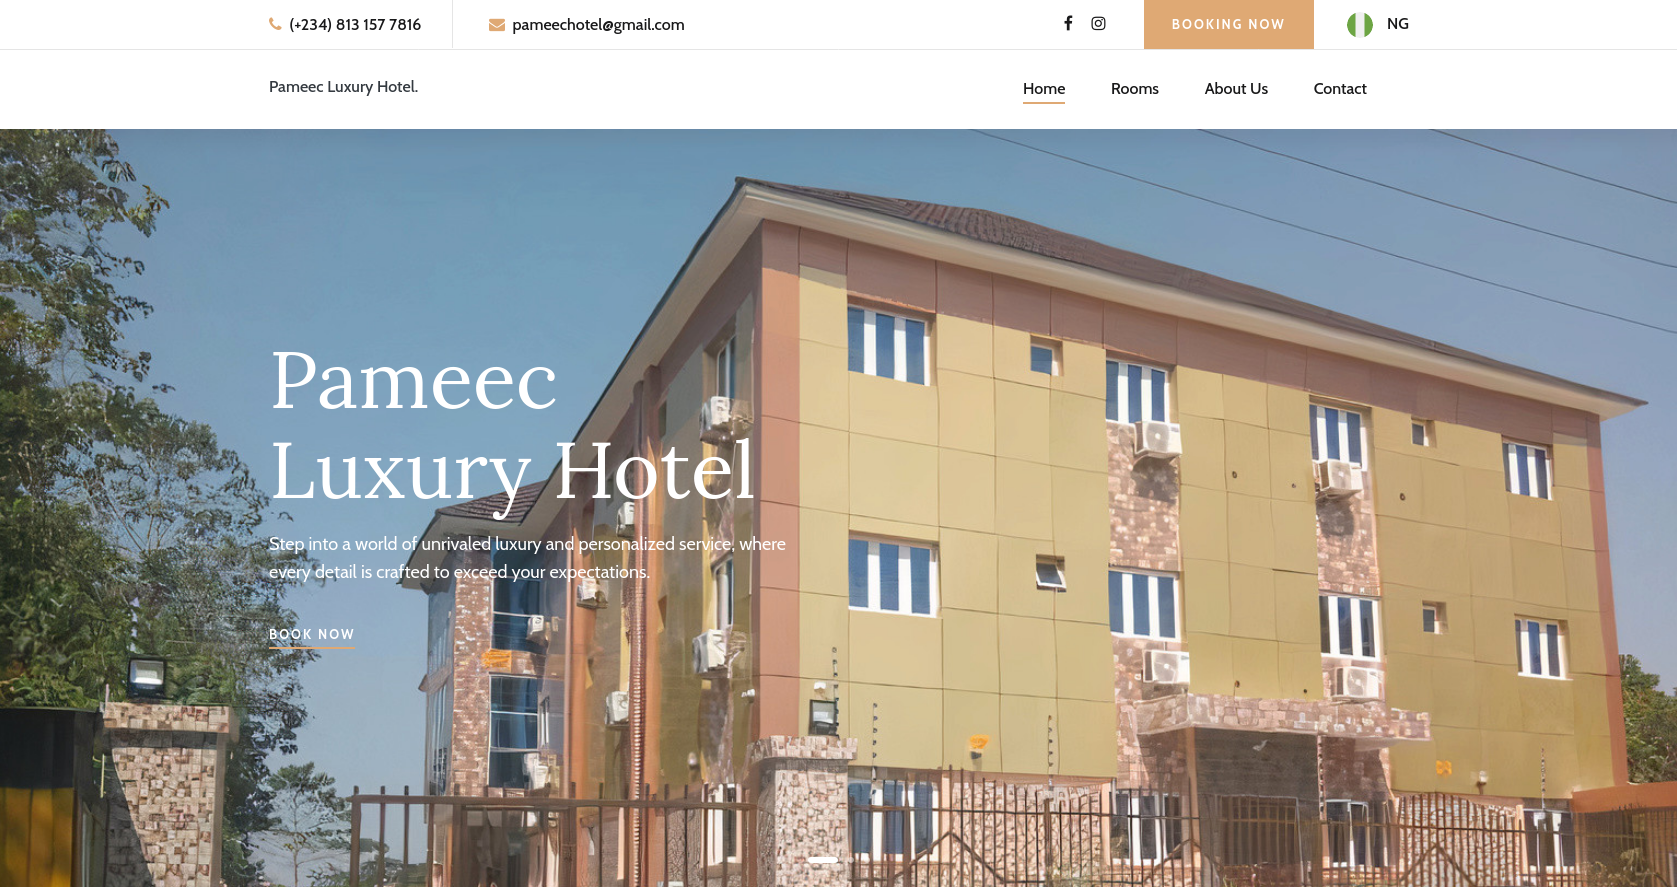 (+234) 813 157 7816
pameechotel@gmail.com
BOOKING NOW
NG
Pameec Luxury Hotel.
Home
Rooms
About Us
Contact
Pameec
Luxury Hotel
Step into a world of unrivaled luxury and personalized service, where
every detail is crafted to exceed your expectations.
BOOK NOW